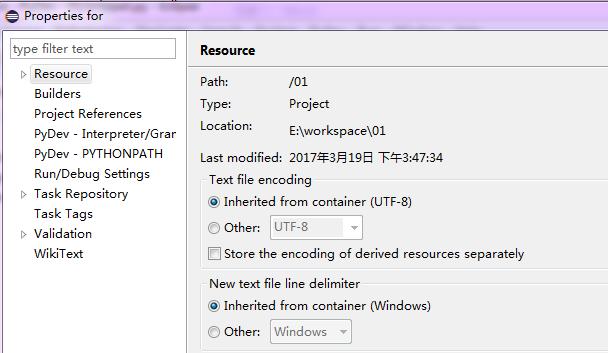 Properties for
type filter text
Resource
Builders
Project References
PyDev - Interpreter/Gran
PyDev - PYTHONPATH
Run/Debug Settings
Task Repository
Task Tags
Validation
WikiText
Resource
Path: /01
Type: Project
Location: E:\workspace\01
Last modified: 2017年3月19日 下午3:47:34
Text file encoding
Inherited from container (UTF-8)
Other: UTF-8
Store the encoding of derived resources separately
New text file line delimiter
Inherited from container (Windows)
Other: Windows